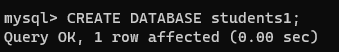 mysql> CREATE DATABASE students1;
Query OK, 1 row affected (0.00 sec)